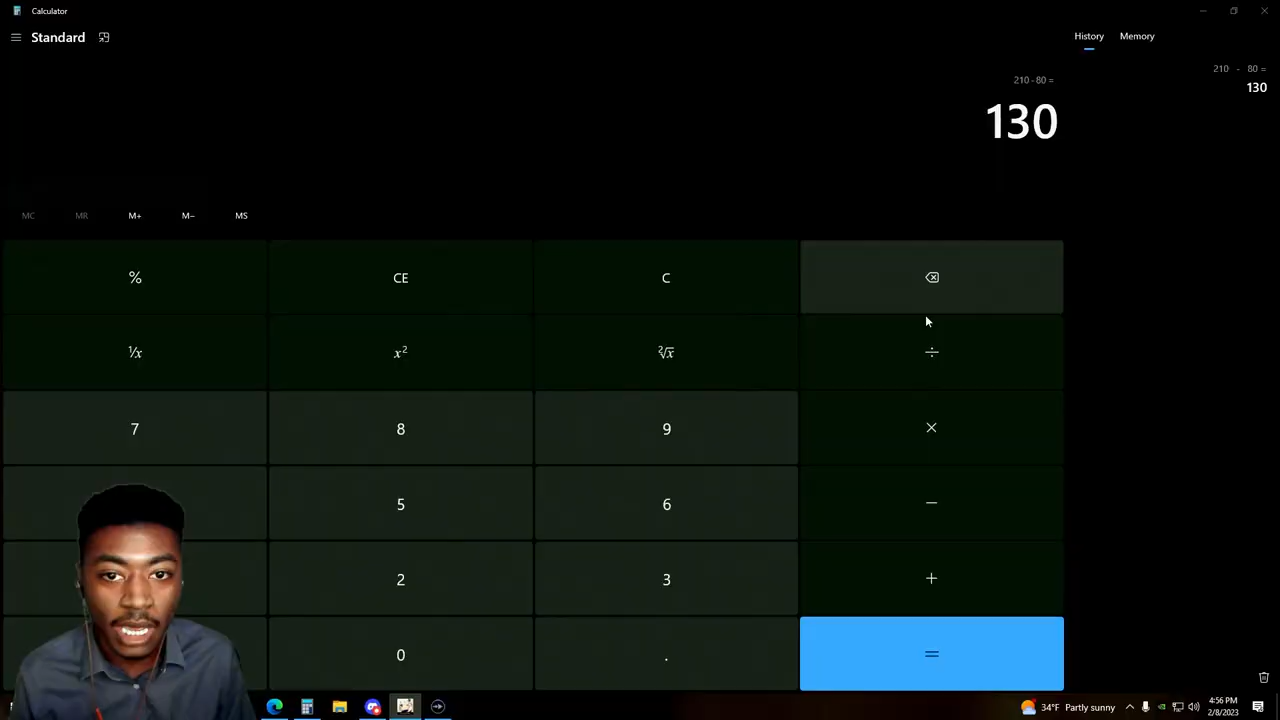 Calculator
Standard
History Memory
210 - 80 =
130
210 - 80 =
130
MC MR M+ M− MS
% CE C
⅟x x² ²√x ÷
7 8 9 ×
5 6 −
2 3 +
0 . =
34°F Partly sunny
4:56 PM
2/8/2023